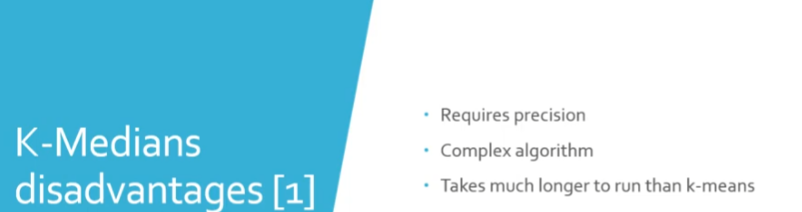 K-Medians
disadvantages [1]
Requires precision
Complex algorithm
Takes much longer to run than k-means